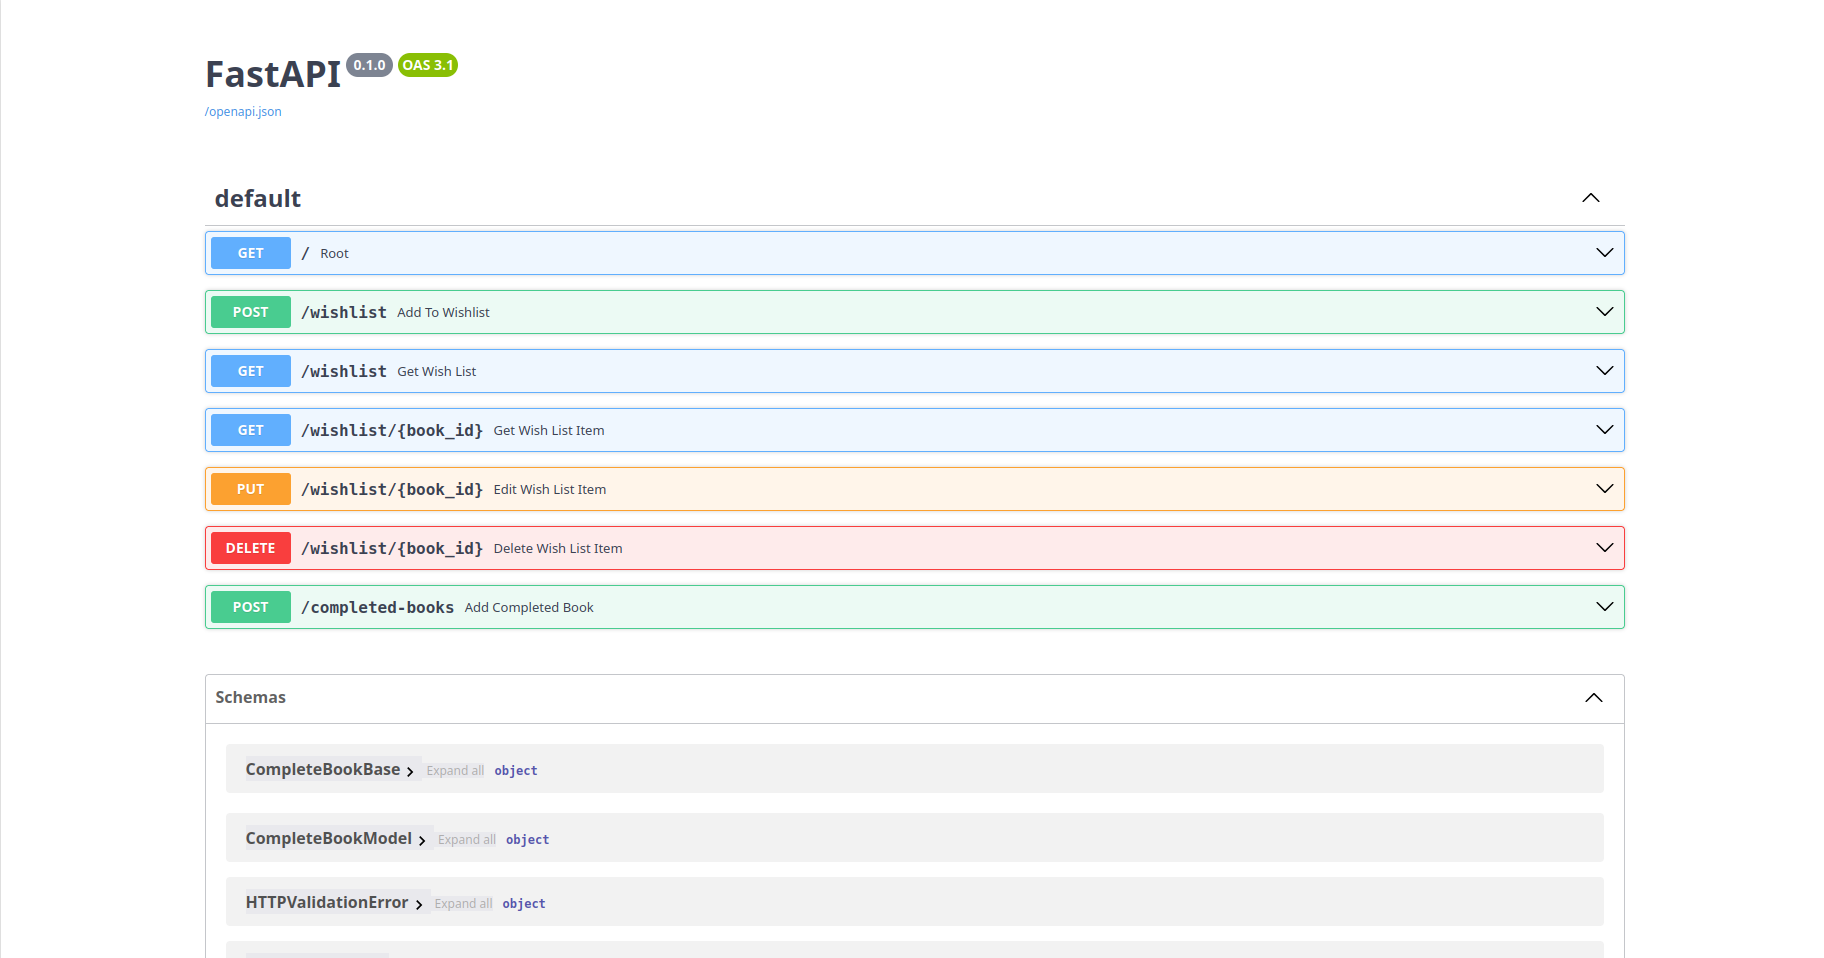 FastAPI 0.1.0 OAS 3.1
/openapi.json
default
GET / Root
POST /wishlist Add To Wishlist
GET /wishlist Get Wish List
GET /wishlist/{book_id} Get Wish List Item
PUT /wishlist/{book_id} Edit Wish List Item
DELETE /wishlist/{book_id} Delete Wish List Item
POST /completed-books Add Completed Book
Schemas
CompleteBookBase Expand all object
CompleteBookModel Expand all object
HTTPValidationError Expand all object